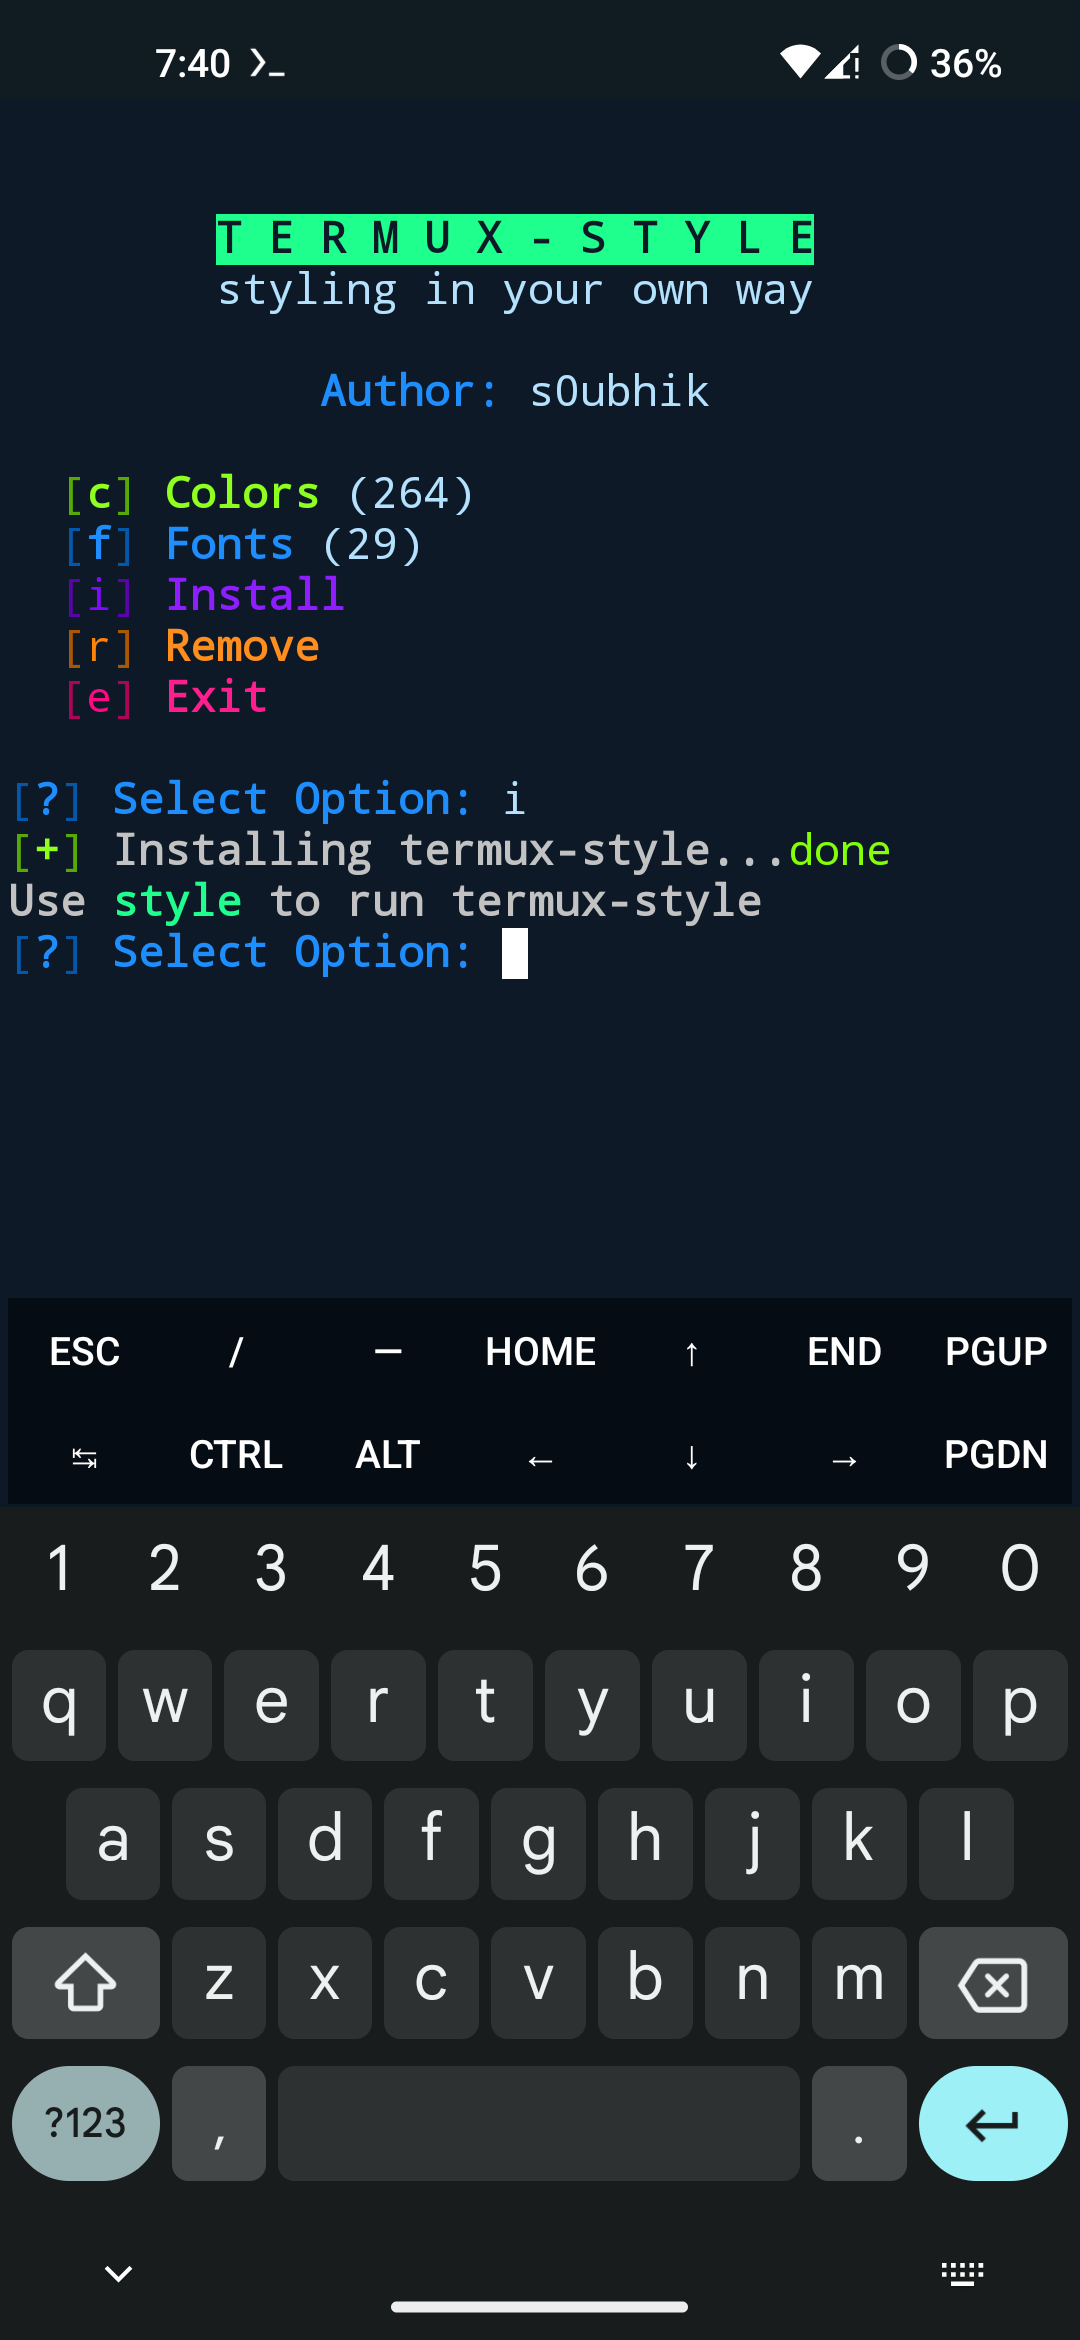 7:40 36%
T E R M U X - S T Y L E
styling in your own way
Author: s0ubhik
[c] Colors (264)
[f] Fonts (29)
[i] Install
[r] Remove
[e] Exit
[?] Select Option: i
[+] Installing termux-style...done
Use style to run termux-style
[?] Select Option:
ESC / — HOME ↑ END PGUP
↹ CTRL ALT ← ↓ → PGDN
1 2 3 4 5 6 7 8 9 0
q w e r t y u i o p
a s d f g h j k l
z x c v b n m
?123 , .